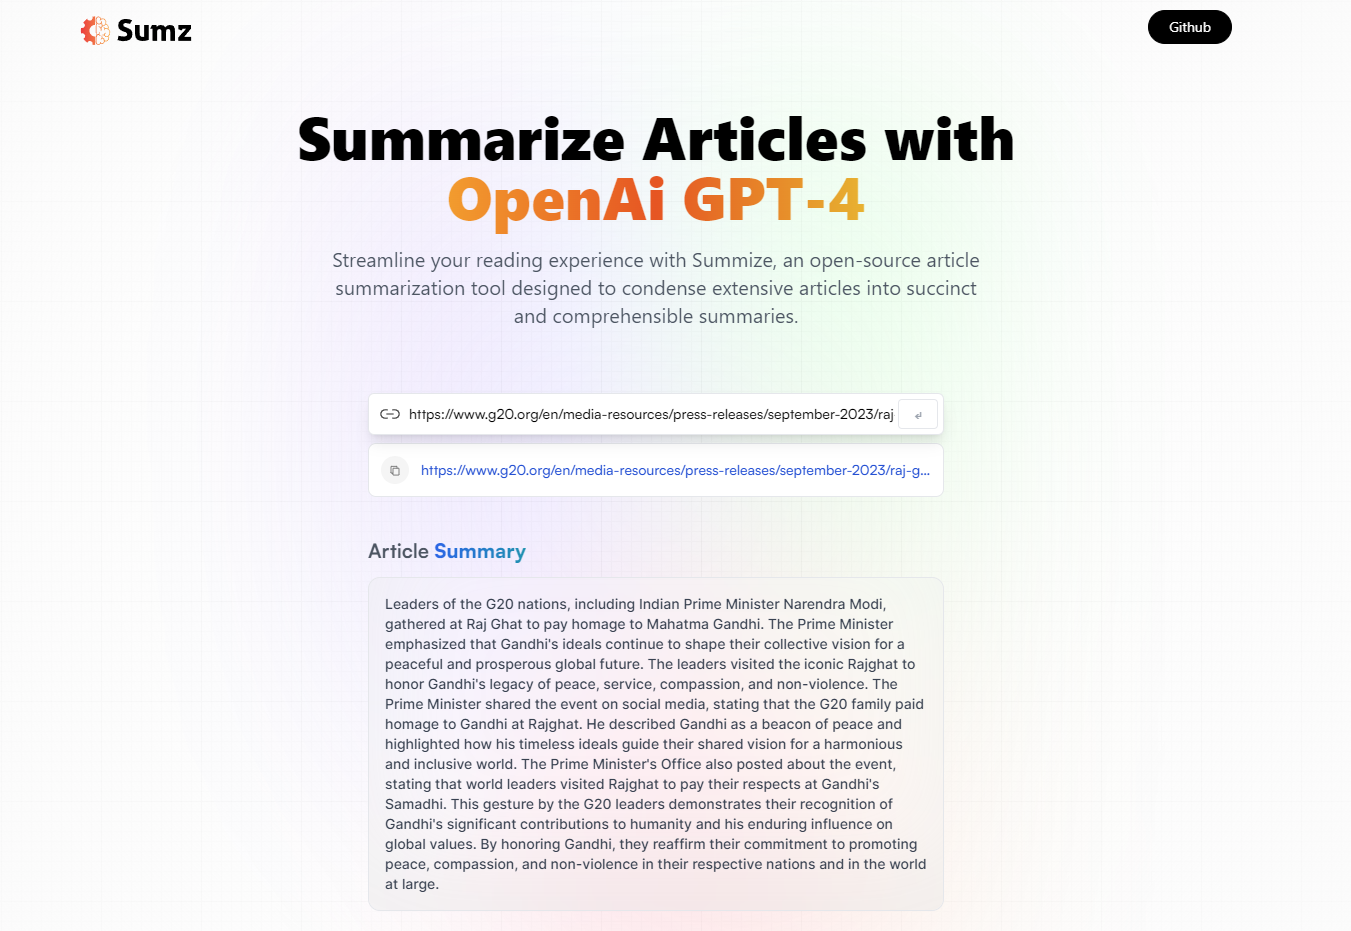 Sumz
Github
Summarize Articles with
OpenAi GPT-4
Streamline your reading experience with Summize, an open-source article
summarization tool designed to condense extensive articles into succinct
and comprehensible summaries.
https://www.g20.org/en/media-resources/press-releases/september-2023/raj
https://www.g20.org/en/media-resources/press-releases/september-2023/raj-g...
Article Summary
Leaders of the G20 nations, including Indian Prime Minister Narendra Modi,
gathered at Raj Ghat to pay homage to Mahatma Gandhi. The Prime Minister
emphasized that Gandhi's ideals continue to shape their collective vision for a
peaceful and prosperous global future. The leaders visited the iconic Rajghat to
honor Gandhi's legacy of peace, service, compassion, and non-violence. The
Prime Minister shared the event on social media, stating that the G20 family paid
homage to Gandhi at Rajghat. He described Gandhi as a beacon of peace and
highlighted how his timeless ideals guide their shared vision for a harmonious
and inclusive world. The Prime Minister's Office also posted about the event,
stating that world leaders visited Rajghat to pay their respects at Gandhi's
Samadhi. This gesture by the G20 leaders demonstrates their recognition of
Gandhi's significant contributions to humanity and his enduring influence on
global values. By honoring Gandhi, they reaffirm their commitment to promoting
peace, compassion, and non-violence in their respective nations and in the world
at large.